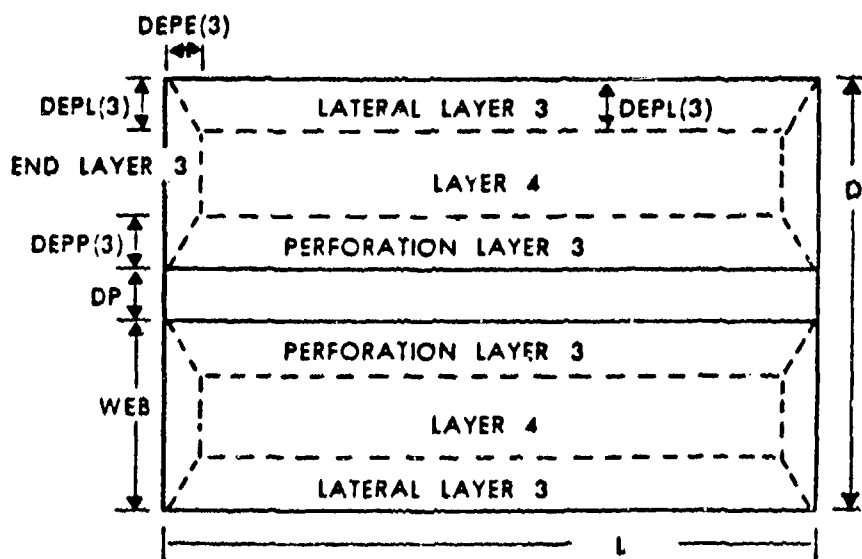 DEPE(3)
DEPL(3)
LATERAL LAYER 3
DEPL(3)
END LAYER 3
LAYER 4
D
DEPP(3)
PERFORATION LAYER 3
DP
PERFORATION LAYER 3
WEB
LAYER 4
LATERAL LAYER 3
L